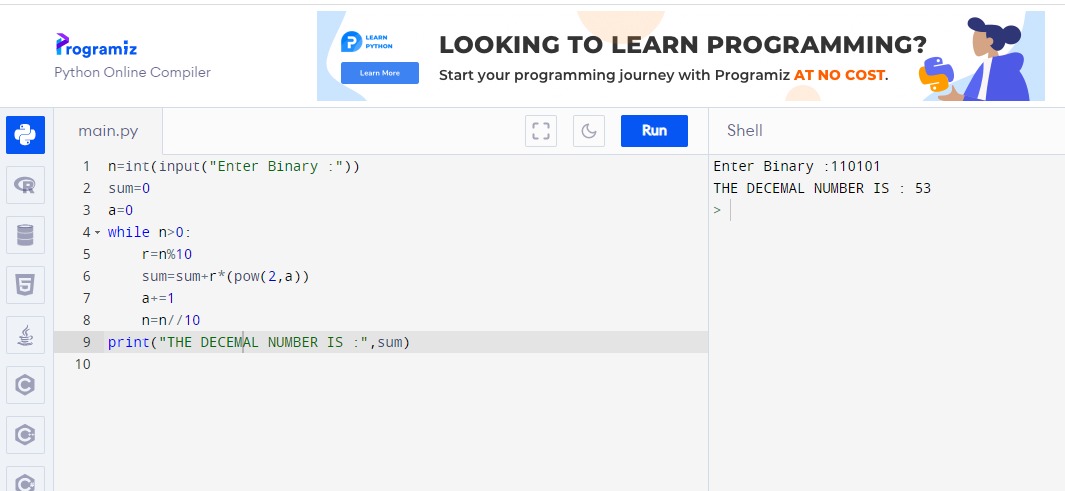 Programiz
Python Online Compiler
LEARN
PYTHON
Learn More
LOOKING TO LEARN PROGRAMMING?
Start your programming journey with Programiz AT NO COST.
main.py
Run
Shell
1 n=int(input("Enter Binary :"))
2 sum=0
3 a=0
4 while n>0:
5     r=n%10
6     sum=sum+r*(pow(2,a))
7     a+=1
8     n=n//10
9 print("THE DECEMAL NUMBER IS :",sum)
10
Enter Binary :110101
THE DECEMAL NUMBER IS : 53
>